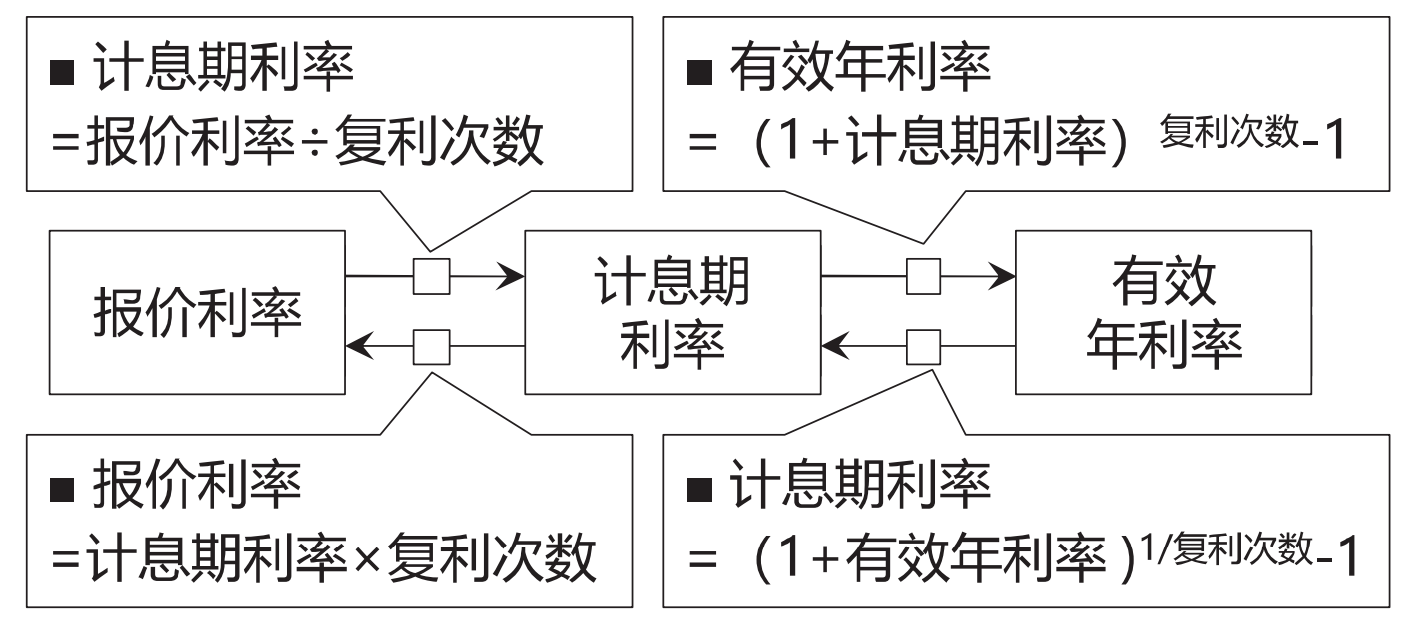 ■ 计息期利率
=报价利率÷复利次数
■ 有效年利率
=（1+计息期利率）复利次数-1
报价利率
计息期
利率
有效
年利率
■ 报价利率
=计息期利率×复利次数
■ 计息期利率
=（1+有效年利率）1/复利次数-1